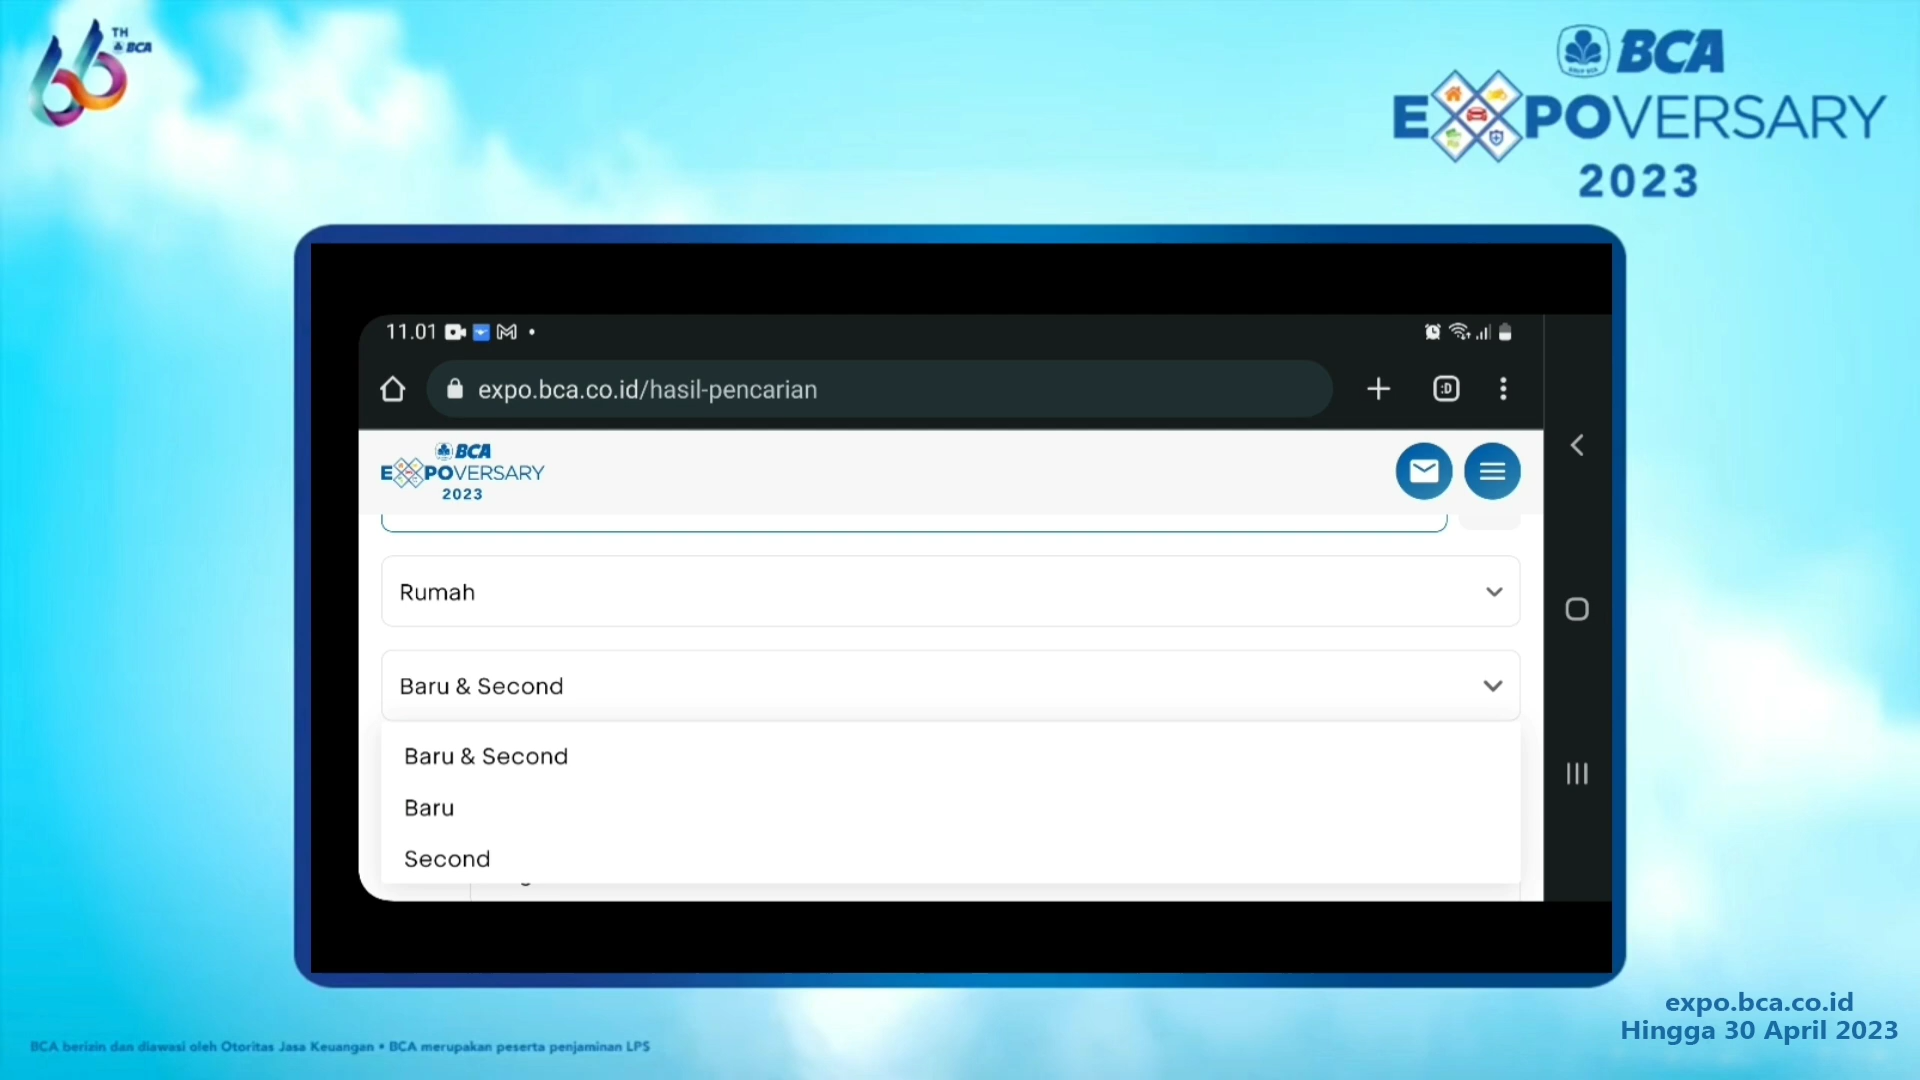 66 TH BCA
BCA
EXPOVERSARY
2023
11.01
expo.bca.co.id/hasil-pencarian
:D
BCA
EXPOVERSARY
2023
Rumah
Baru & Second
Baru & Second
Baru
Second
expo.bca.co.id
Hingga 30 April 2023
BCA berizin dan diawasi oleh Otoritas Jasa Keuangan • BCA merupakan peserta penjaminan LPS